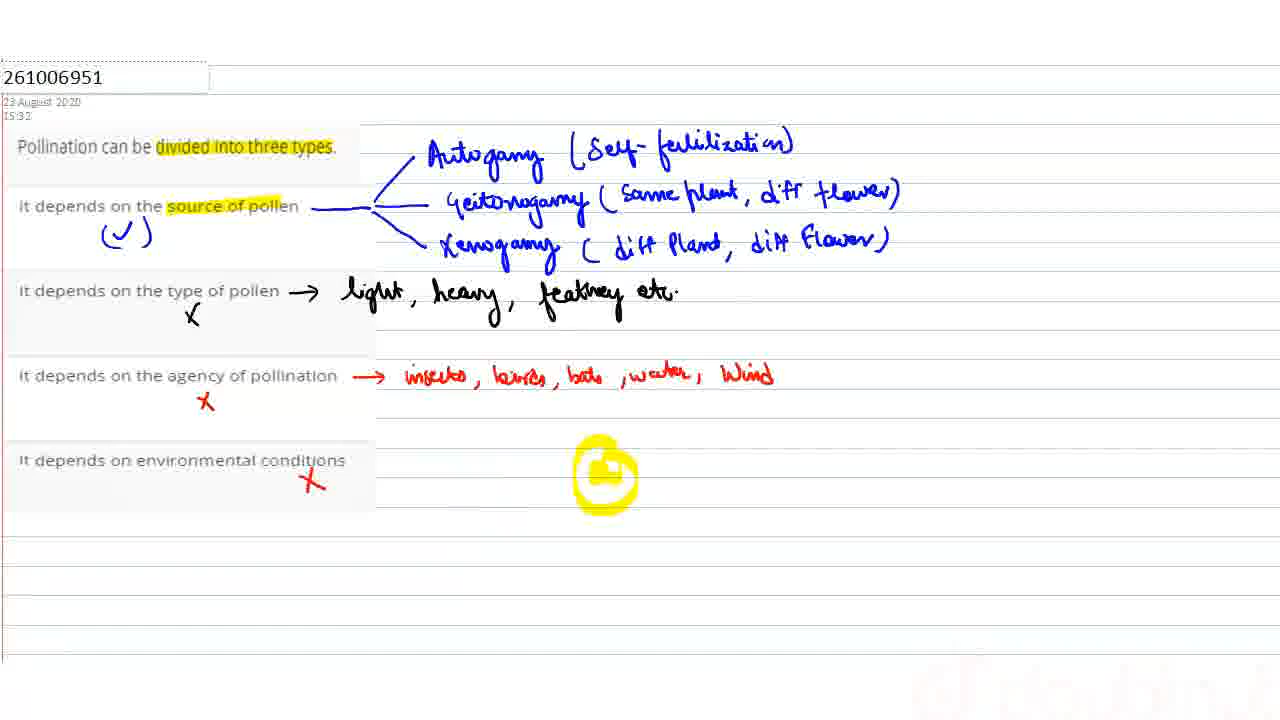 261006951
23 August 2020
15:32
Pollination can be divided into three types.
Autogamy (Self-fertilization)
It depends on the source of pollen
Geitonogamy (same plant, diff flower)
(✓)
Xenogamy (diff Plant, diff Flower)
It depends on the type of pollen → light, heavy, feathey etc.
x
It depends on the agency of pollination → insects, birds, bats, water, Wind
x
It depends on environmental conditions
x